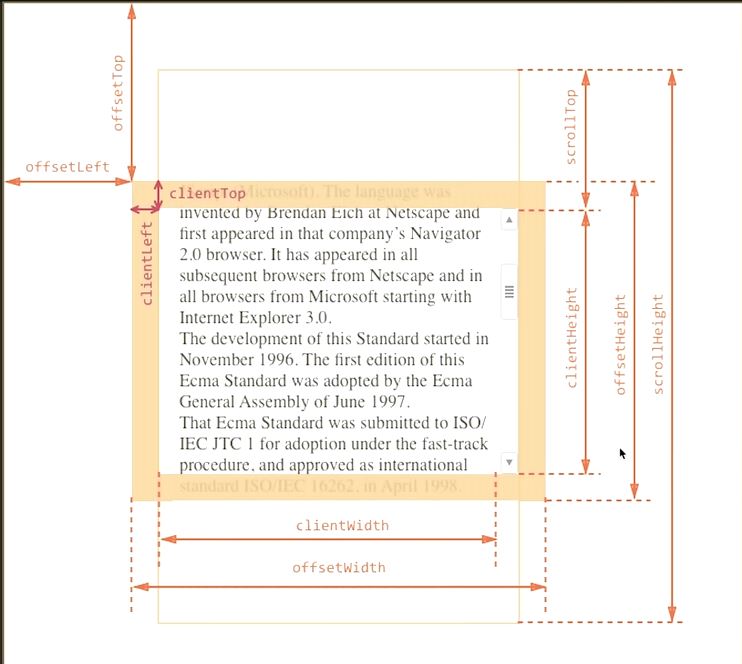 offsetTop
scrollTop
offsetLeft
clientTop
Microsoft). The language was
invented by Brendan Eich at Netscape and
first appeared in that company's Navigator
2.0 browser. It has appeared in all
subsequent browsers from Netscape and in
all browsers from Microsoft starting with
Internet Explorer 3.0.
The development of this Standard started in
November 1996. The first edition of this
Ecma Standard was adopted by the Ecma
General Assembly of June 1997.
That Ecma Standard was submitted to ISO/
IEC JTC 1 for adoption under the fast-track
procedure, and approved as international
standard ISO/IEC 16262, in April 1998.
clientLeft
clientHeight
offsetHeight
scrollHeight
clientWidth
offsetWidth